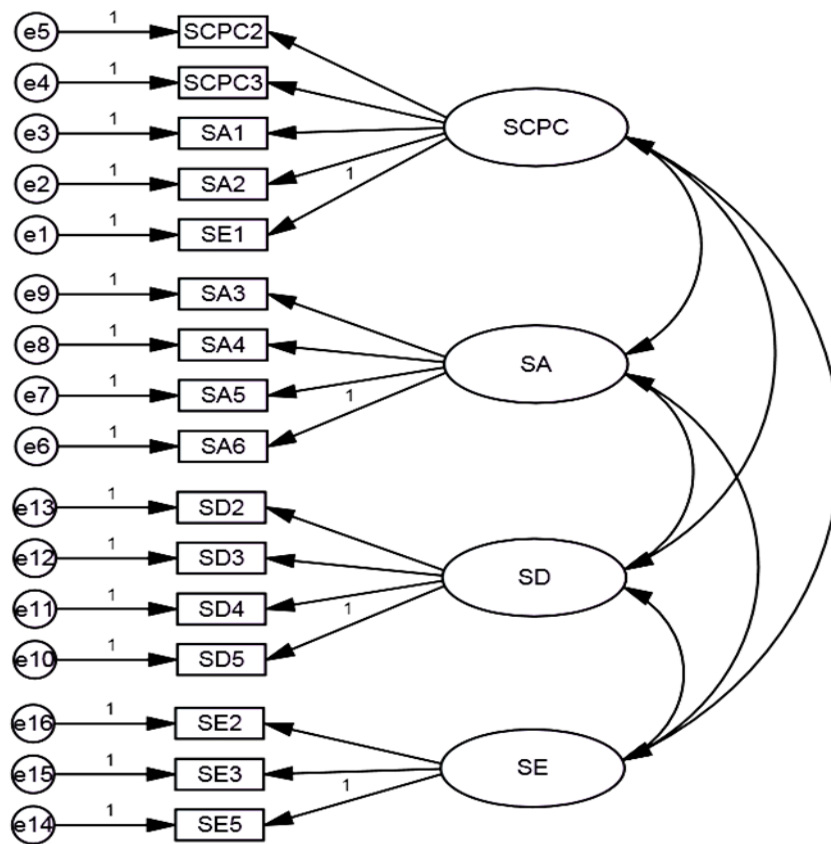 e5 1 SCPC2
e4 1 SCPC3
e3 1 SA1
e2 1 SA2 1
e1 1 SE1
SCPC
e9 1 SA3
e8 1 SA4
e7 1 SA5 1
e6 1 SA6
SA
e13 1 SD2
e12 1 SD3
e11 1 SD4 1
e10 1 SD5
SD
e16 1 SE2
e15 1 SE3 1
e14 1 SE5
SE